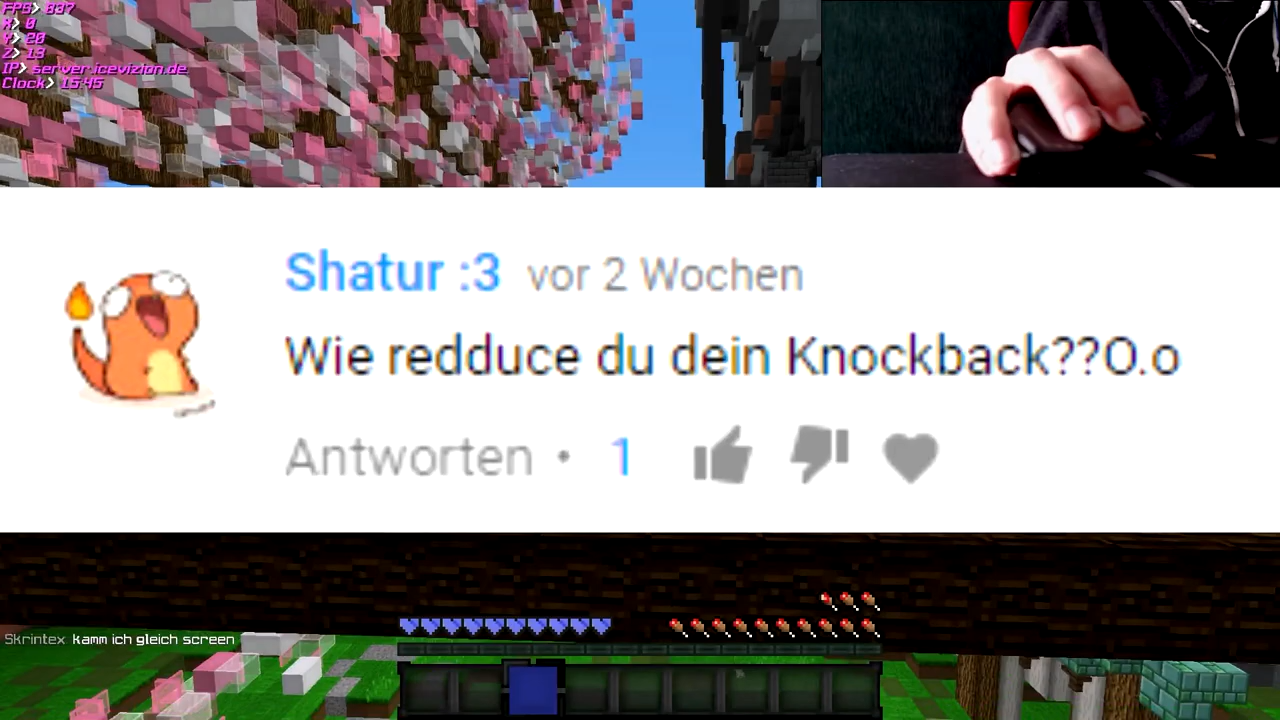 FPS> 837
X> 0
Y> 20
Z> 13
IP> server.icevizion.de
Clock> 15:45
Shatur :3 vor 2 Wochen
Wie redduce du dein Knockback??O.o
Antworten • 1
Skrintex kamm ich gleich screen